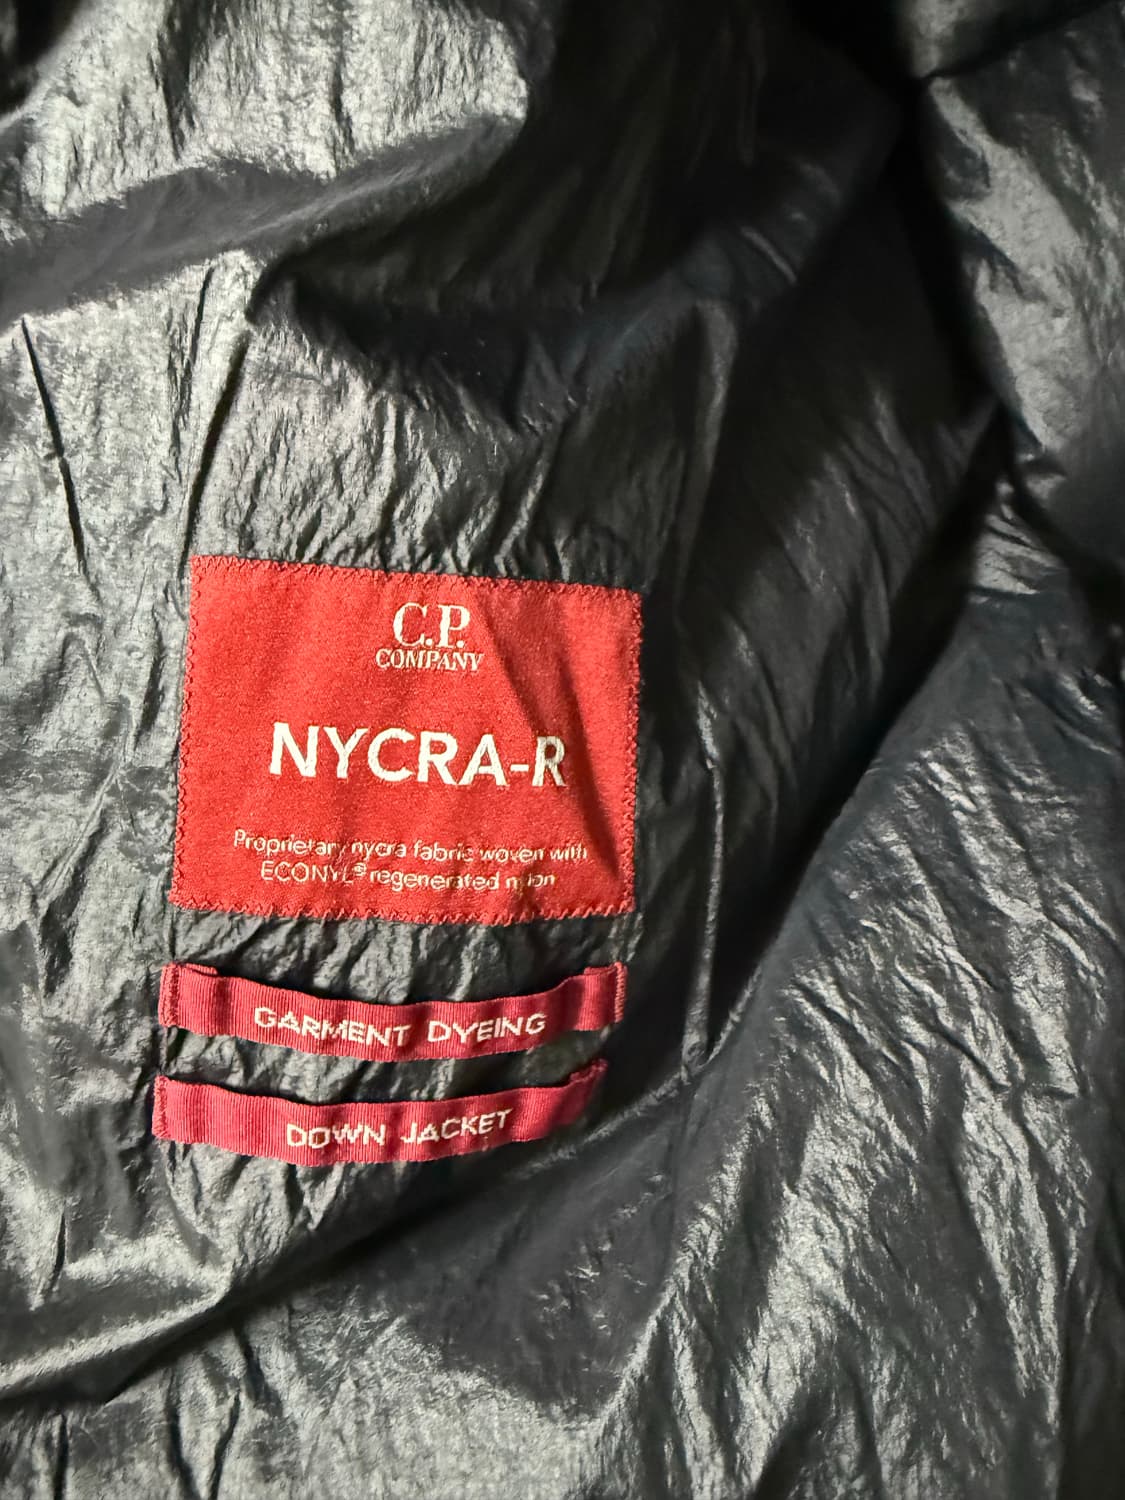 C.P.
COMPANY
NYCRA-R
Proprietary nycra fabric woven with
ECONYL® regenerated nylon
GARMENT DYEING
DOWN JACKET